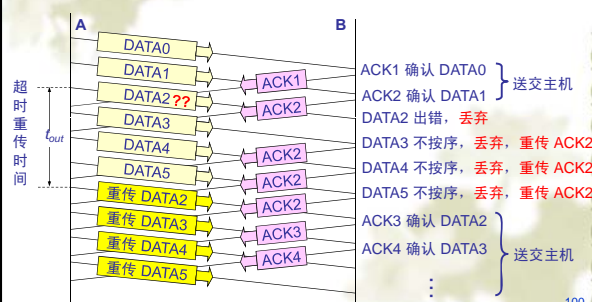 A
B
DATA0
DATA1
DATA2 ??
DATA3
DATA4
DATA5
重传 DATA2
重传 DATA3
重传 DATA4
重传 DATA5
超时重传时间
tout
ACK1
ACK2
ACK2
ACK2
ACK2
ACK3
ACK4
ACK1 确认 DATA0
ACK2 确认 DATA1
送交主机
DATA2 出错，丢弃
DATA3 不按序，丢弃，重传 ACK2
DATA4 不按序，丢弃，重传 ACK2
DATA5 不按序，丢弃，重传 ACK2
ACK3 确认 DATA2
ACK4 确认 DATA3
送交主机
⋮